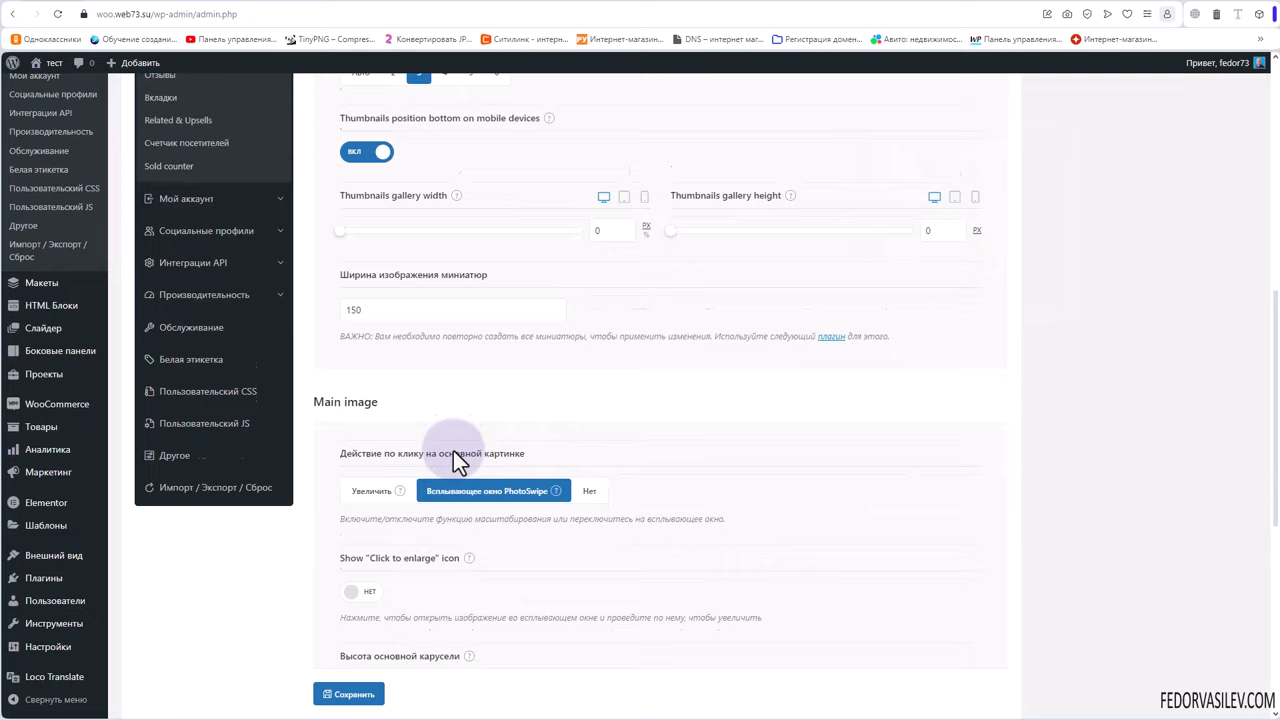 woo.web73.su/wp-admin/admin.php
Одноклассники
Обучение создани...
Панель управления...
TinyPNG – Compres...
Конвертировать JP...
Ситилинк - интерн...
Интернет-магазин...
DNS – интернет маг...
Регистрация домен...
Авито: недвижимос...
Панель управления...
Интернет-магазин...
тест
0
Добавить
Привет, fedor73
Мой аккаунт
Социальные профили
Интеграции API
Производительность
Обслуживание
Белая этикетка
Пользовательский CSS
Пользовательский JS
Другое
Импорт / Экспорт /
Сброс
Макеты
HTML Блоки
Слайдер
Боковые панели
Проекты
WooCommerce
Товары
Аналитика
Маркетинг
Elementor
Шаблоны
Внешний вид
Плагины
Пользователи
Инструменты
Настройки
Loco Translate
Свернуть меню
Отзывы
Вкладки
Related & Upsells
Счетчик посетителей
Sold counter
Мой аккаунт
Социальные профили
Интеграции API
Производительность
Обслуживание
Белая этикетка
Пользовательский CSS
Пользовательский JS
Другое
Импорт / Экспорт / Сброс
Thumbnails position bottom on mobile devices
ВКЛ
Thumbnails gallery width
0
PX
%
Thumbnails gallery height
0
PX
Ширина изображения миниатюр
150
ВАЖНО: Вам необходимо повторно создать все миниатюры, чтобы применить изменения. Используйте следующий плагин для этого.
Main image
Действие по клику на основной картинке
Увеличить
Всплывающее окно PhotoSwipe
Нет
Включите/отключите функцию масштабирования или переключитесь на всплывающее окно.
Show "Click to enlarge" icon
НЕТ
Нажмите, чтобы открыть изображение во всплывающем окне и проведите по нему, чтобы увеличить
Высота основной карусели
Сохранить
FEDORVASILEV.COM